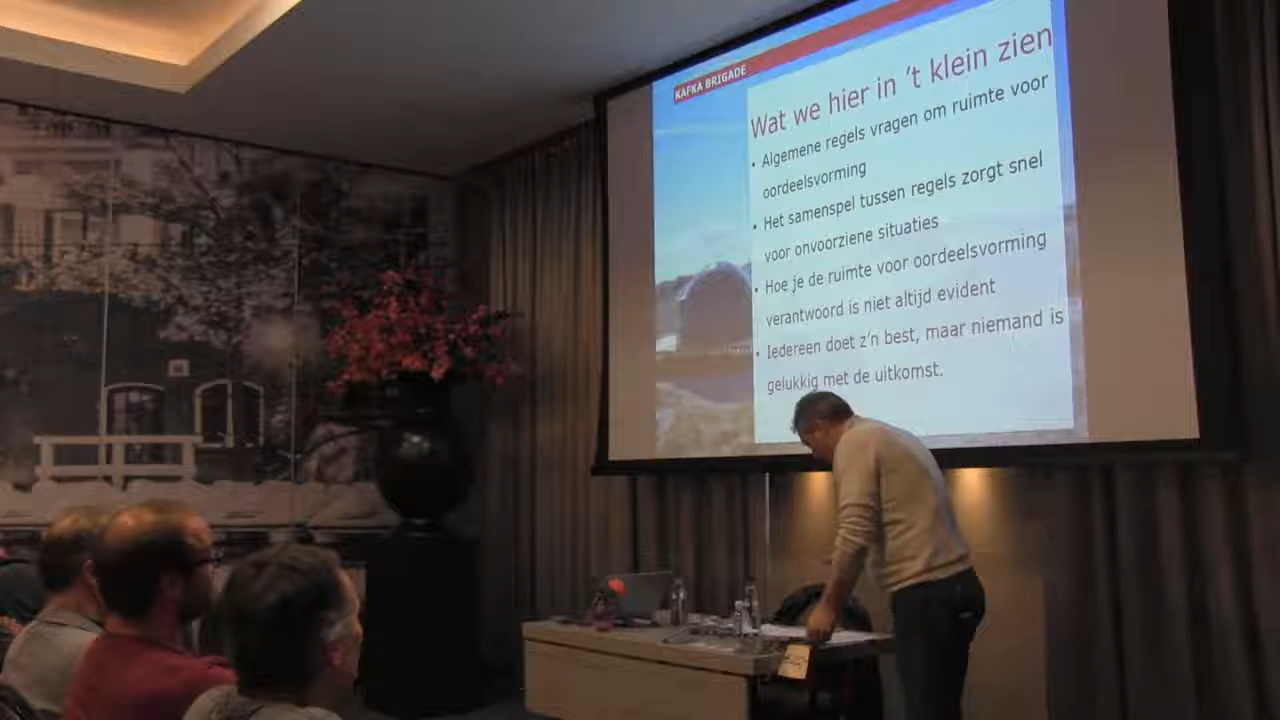 KAFKA BRIGADE
Wat we hier in 't klein zien
• Algemene regels vragen om ruimte voor
oordeelsvorming
• Het samenspel tussen regels zorgt snel
voor onvoorziene situaties
• Hoe je de ruimte voor oordeelsvorming
verantwoord is niet altijd evident
• Iedereen doet z'n best, maar niemand is
gelukkig met de uitkomst.